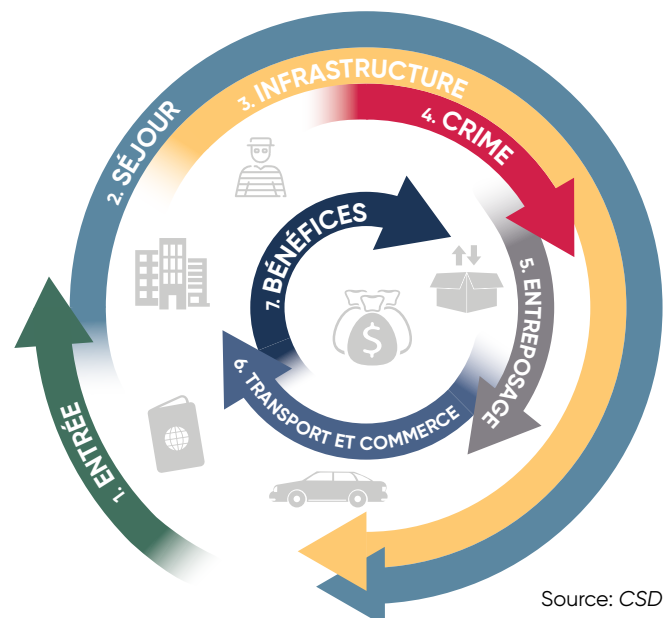 1. ENTRÉE
2. SÉJOUR
3. INFRASTRUCTURE
4. CRIME
5. ENTREPOSAGE
6. TRANSPORT ET COMMERCE
7. BÉNÉFICES
$
Source: CSD